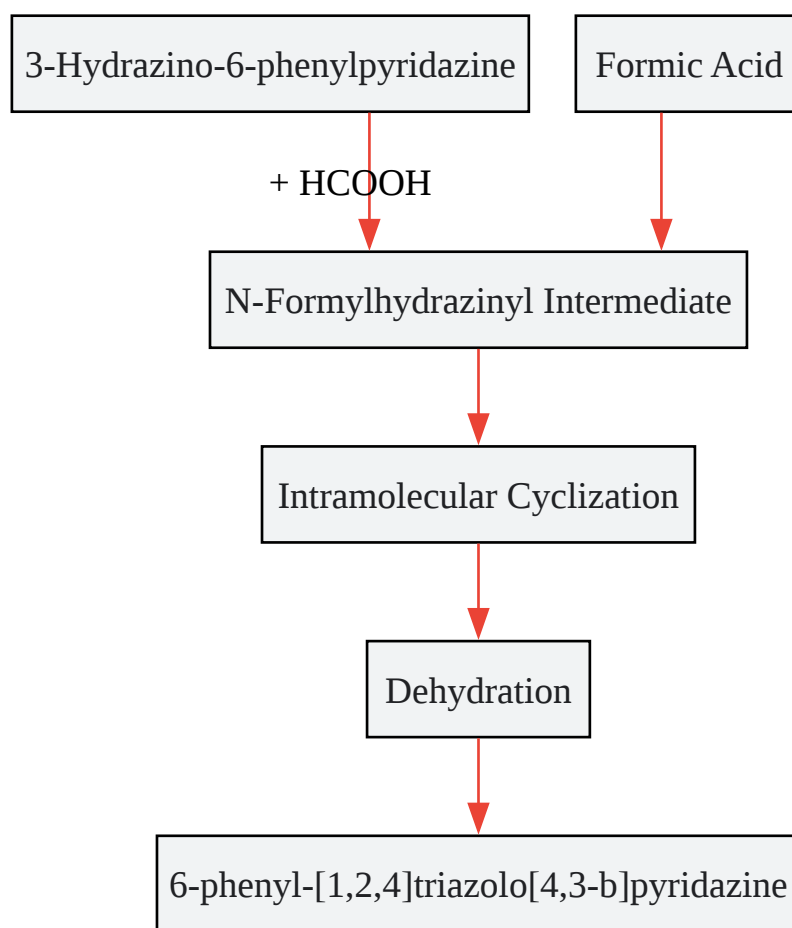 3-Hydrazino-6-phenylpyridazine
Formic Acid
+ HCOOH
N-Formylhydrazinyl Intermediate
Intramolecular Cyclization
Dehydration
6-phenyl-[1,2,4]triazolo[4,3-b]pyridazine